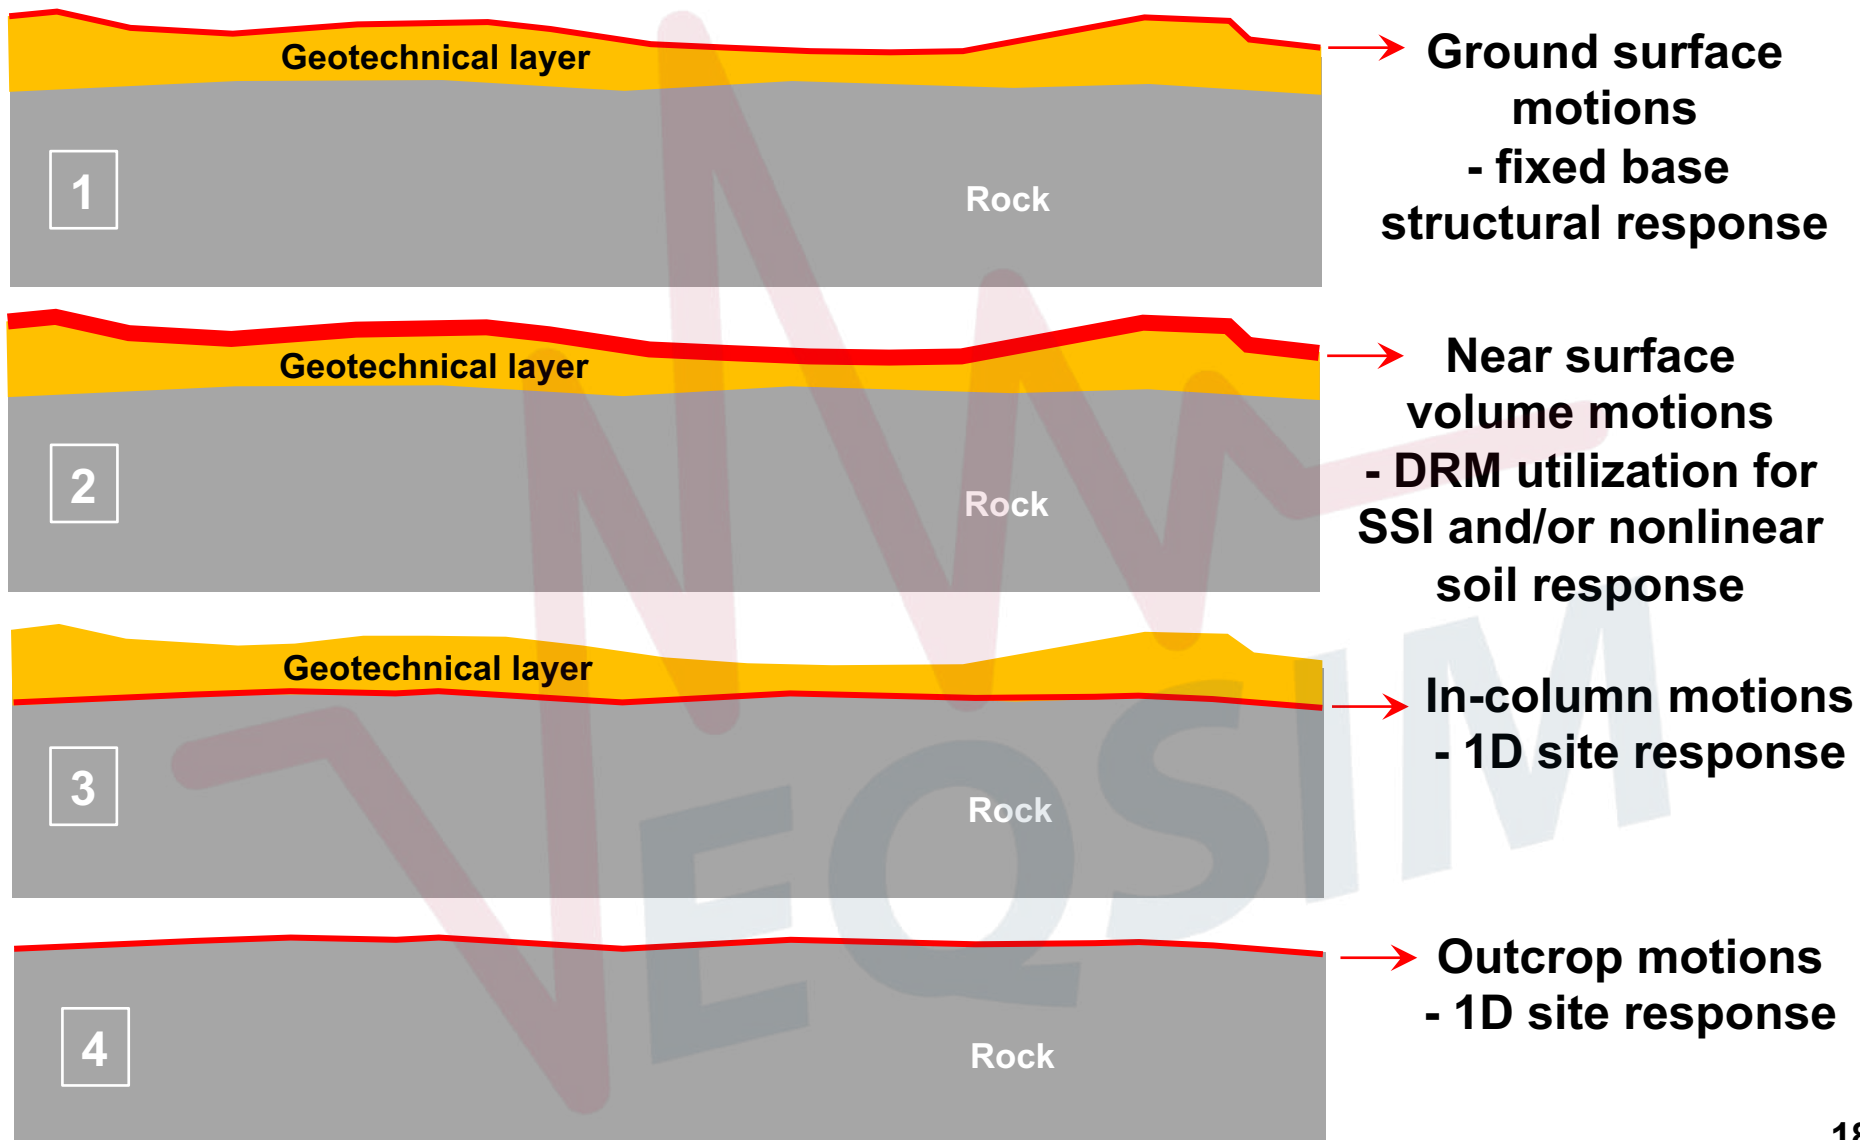 Geotechnical layer
1
Rock
Ground surface
motions
- fixed base
structural response
Geotechnical layer
2
Rock
Near surface
volume motions
- DRM utilization for
SSI and/or nonlinear
soil response
Geotechnical layer
3
Rock
In-column motions
- 1D site response
4
Rock
Outcrop motions
- 1D site response
EQSIM
18